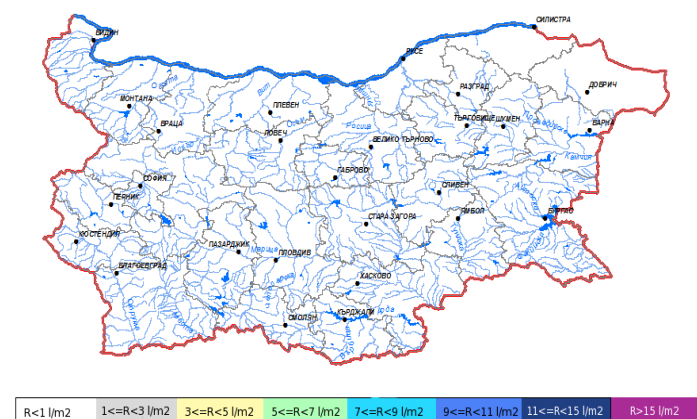 СИЛИСТРА
ВИДИН
РУСЕ
РАЗГРАД
ДОБРИЧ
МОНТАНА
ПЛЕВЕН
ВРАЦА
ТЪРГОВИЩЕ
ШУМЕН
ВАРНА
Росица
ЛОВЕЧ
ВЕЛИКО ТЪРНОВО
ГАБРОВО
СОФИЯ
СЛИВЕН
ПЕРНИК
СТАРА ЗАГОРА
ЯМБОЛ
БУРГАС
КЮСТЕНДИЛ
ПАЗАРДЖИК
Марица
ПЛОВДИВ
БЛАГОЕВГРАД
ХАСКОВО
СМОЛЯН
КЪРДЖАЛИ
R<1 l/m2
1<=R<3 l/m2
3<=R<5 l/m2
5<=R<7 l/m2
7<=R<9 l/m2
9<=R<11 l/m2
11<=R<15 l/m2
R>15 l/m2